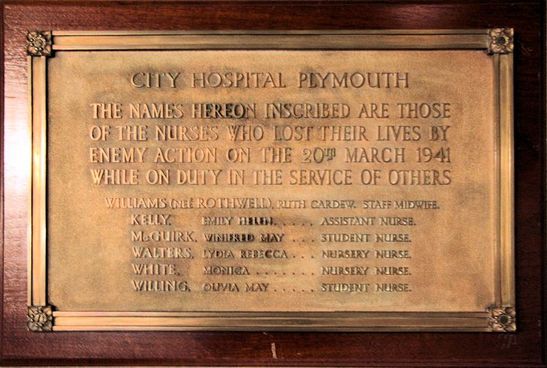 CITY HOSPITAL PLYMOUTH
THE NAMES HEREON INSCRIBED ARE THOSE
OF THE NURSES WHO LOST THEIR LIVES BY
ENEMY ACTION ON THE 20TH MARCH 1941
WHILE ON DUTY IN THE SERVICE OF OTHERS
WILLIAMS (neé ROTHWELL), RUTH CARDEW. STAFF MIDWIFE.
KELLY, EMILY HELEN. . . . . ASSISTANT NURSE.
McGUIRK, WINIFRED MAY . . . STUDENT NURSE.
WALTERS, LYDIA REBECCA . . . NURSERY NURSE.
WHITE, MONICA . . . . . . . NURSERY NURSE.
WILLING, OLIVIA MAY . . . . . STUDENT NURSE.